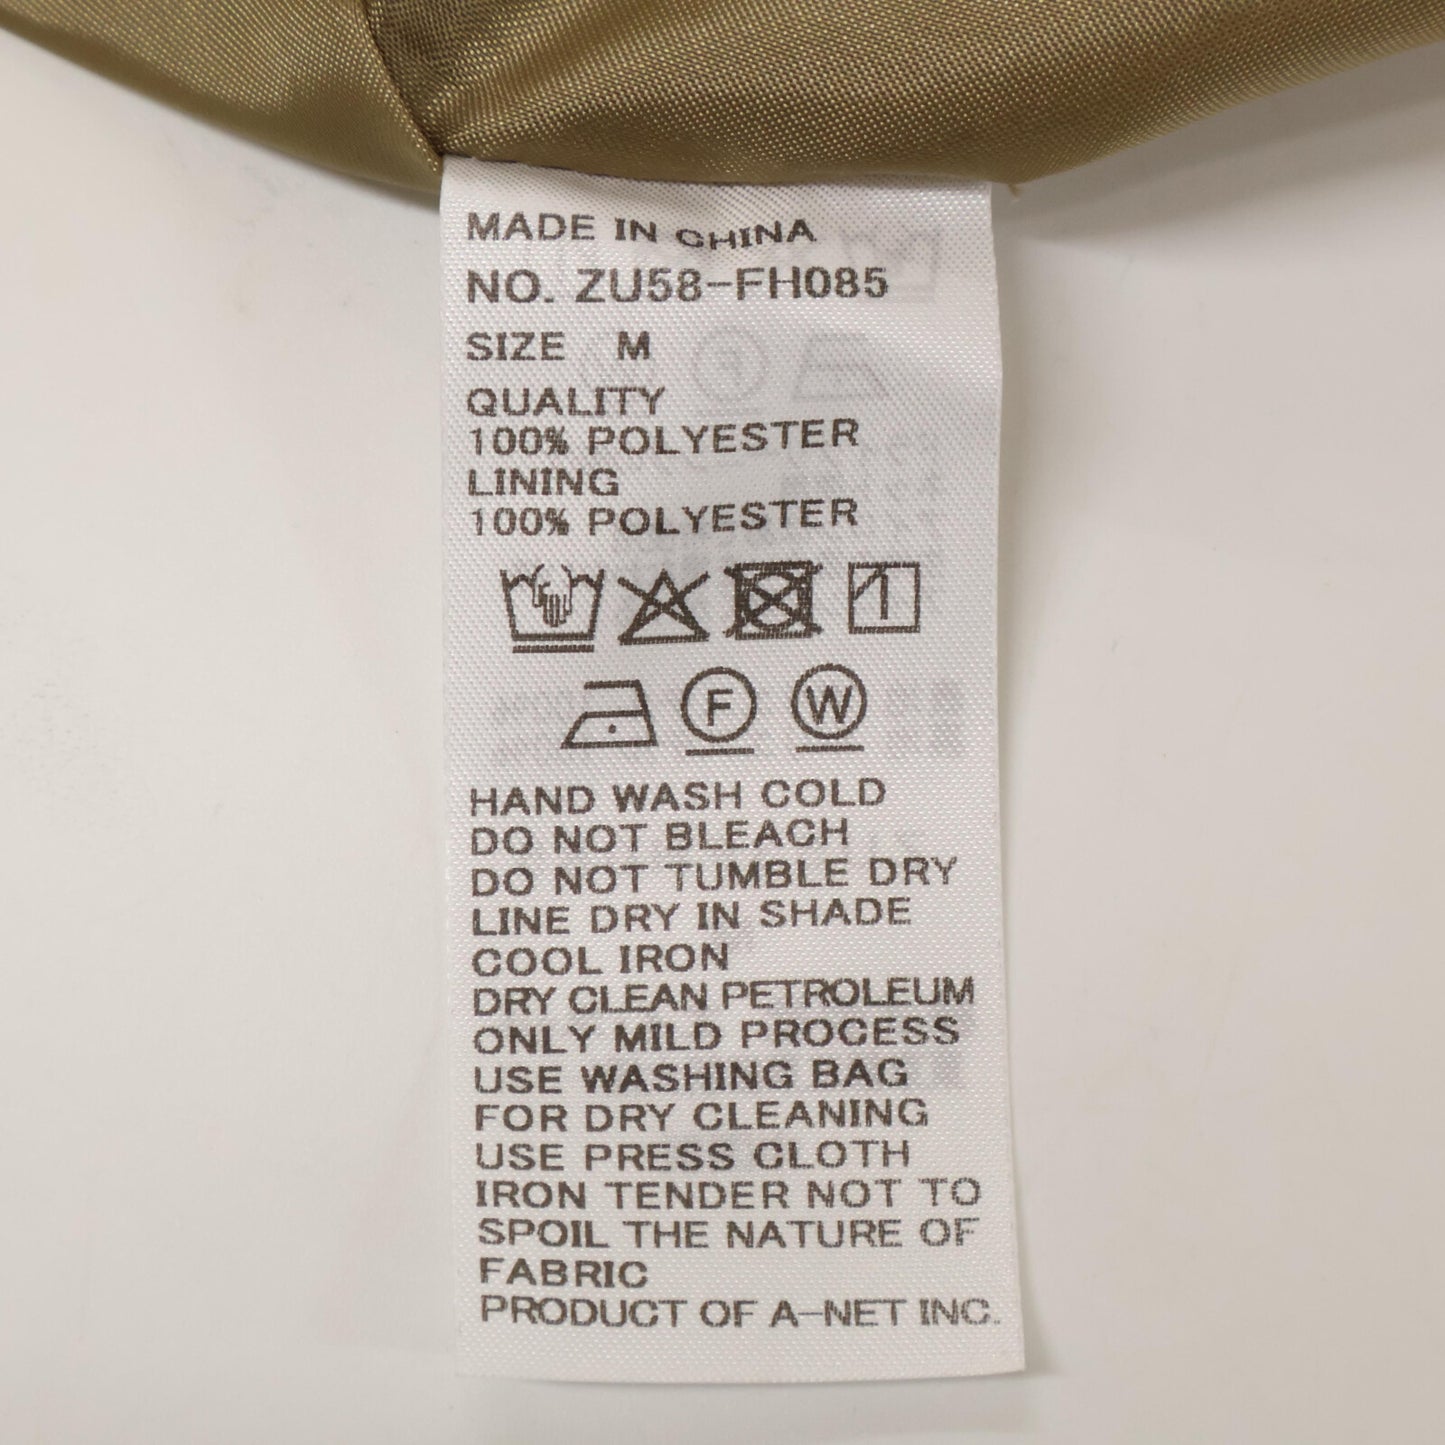 MADE IN CHINA
NO. ZU58-FH085
SIZE M
QUALITY
100% POLYESTER
LINING
100% POLYESTER
F W
HAND WASH COLD
DO NOT BLEACH
DO NOT TUMBLE DRY
LINE DRY IN SHADE
COOL IRON
DRY CLEAN PETROLEUM
ONLY MILD PROCESS
USE WASHING BAG
FOR DRY CLEANING
USE PRESS CLOTH
IRON TENDER NOT TO
SPOIL THE NATURE OF
FABRIC
PRODUCT OF A-NET INC.